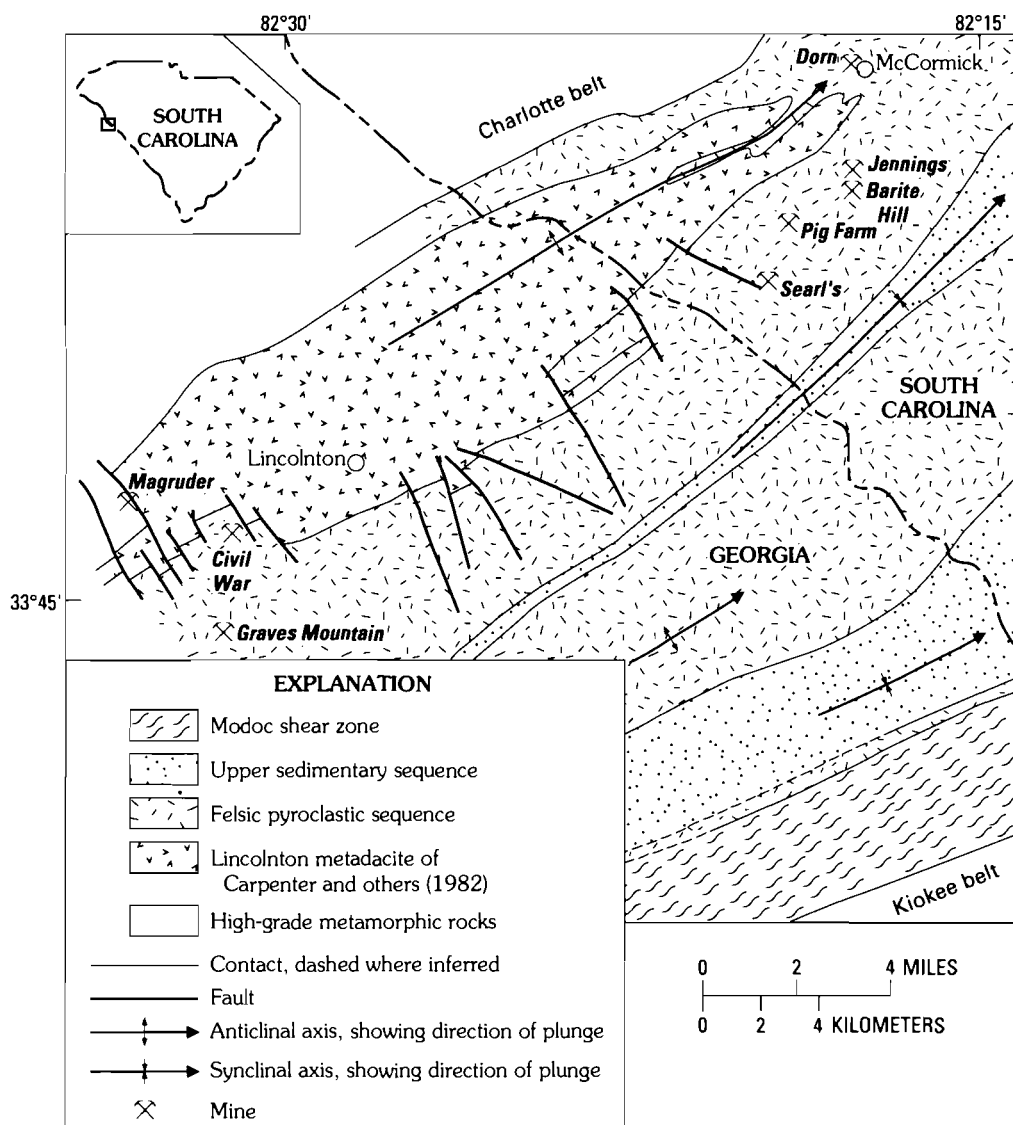 82°30'
82°15'
SOUTH
CAROLINA
Charlotte belt
Dorn
McCormick
Jennings
Barite
Hill
Pig Farm
Searl's
SOUTH
CAROLINA
Lincolnton
Magruder
Civil
War
GEORGIA
33°45'
Graves Mountain
Kiokee belt
EXPLANATION
Modoc shear zone
Upper sedimentary sequence
Felsic pyroclastic sequence
Lincolnton metadacite of
Carpenter and others (1982)
High-grade metamorphic rocks
Contact, dashed where inferred
Fault
Anticlinal axis, showing direction of plunge
Synclinal axis, showing direction of plunge
Mine
0 2 4 MILES
0 2 4 KILOMETERS